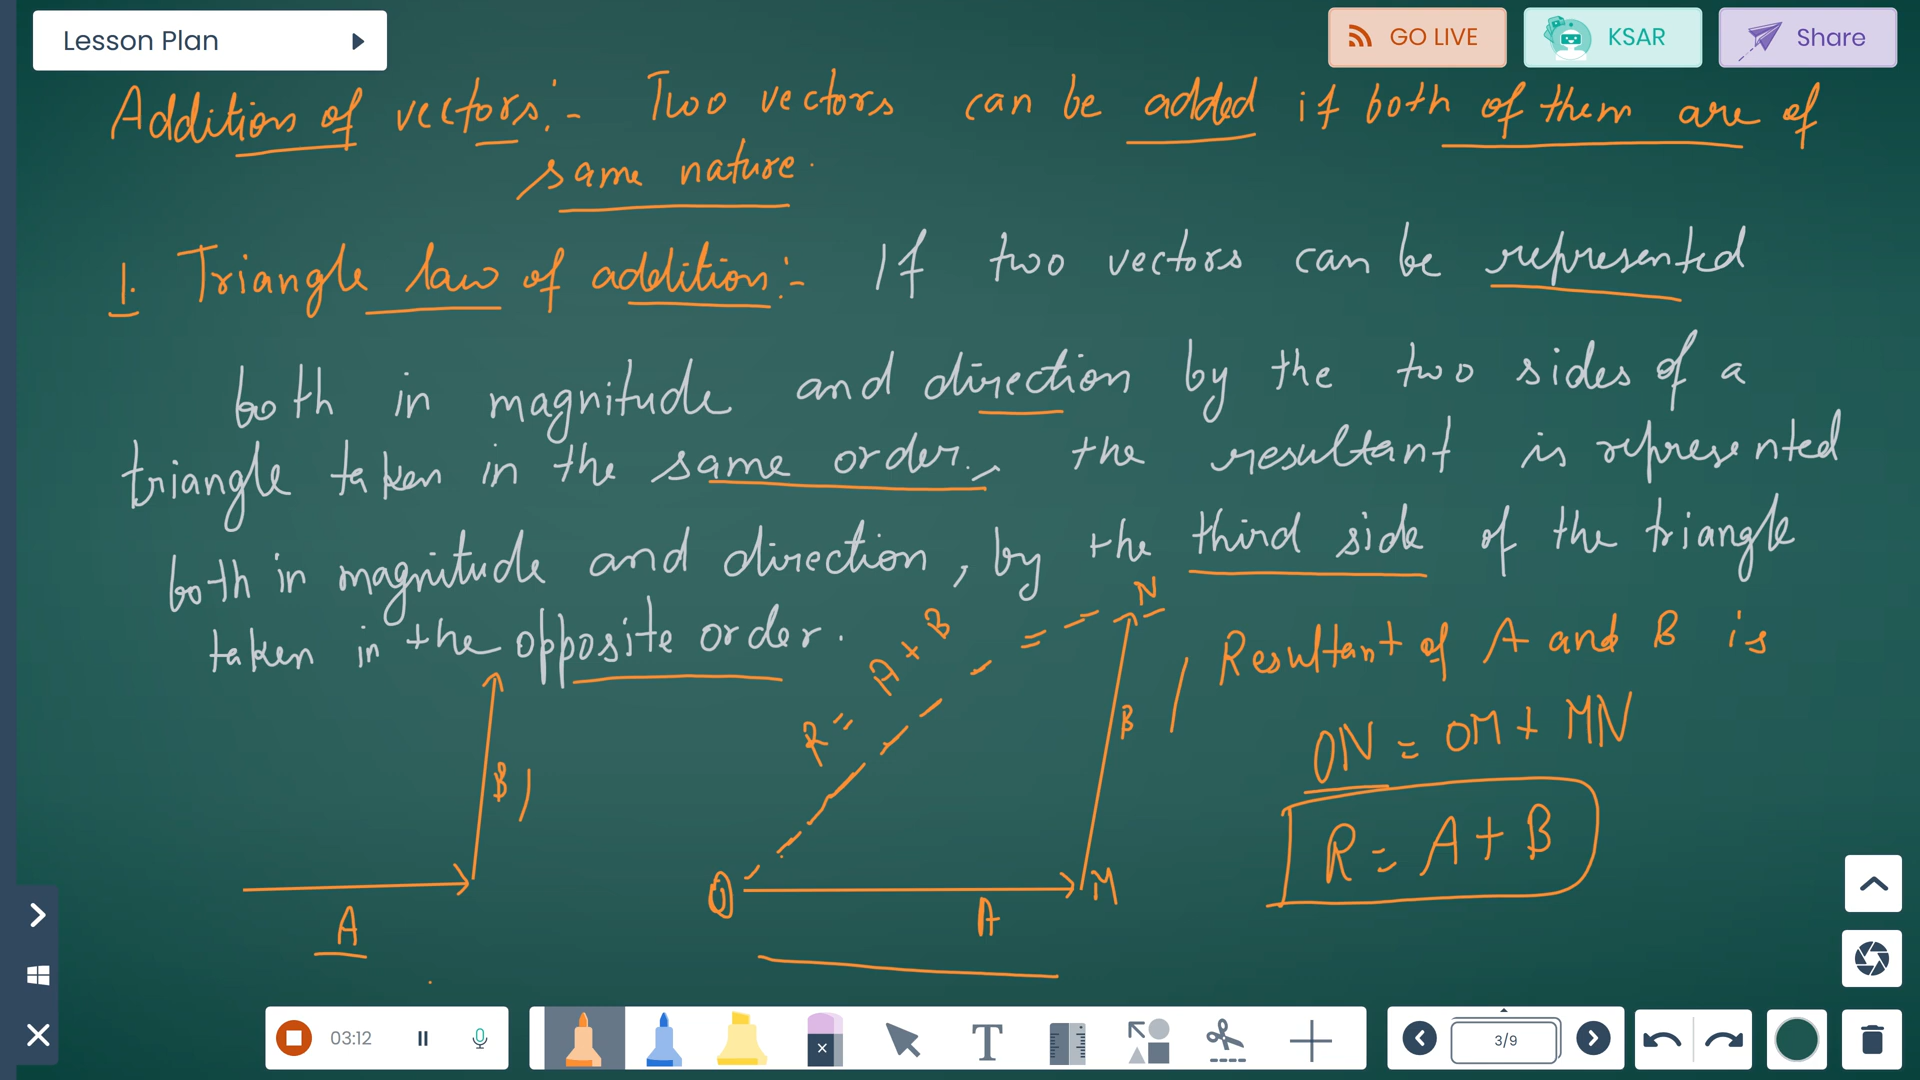 Lesson Plan
GO LIVE
KSAR
Share
Addition of vectors:- Two vectors can be added if both of them are of
same nature.
1. Triangle law of addition:- If two vectors can be represented
both in magnitude and direction by the two sides of a
triangle taken in the same order, the resultant is represented
both in magnitude and direction, by the third side of the triangle
taken in the opposite order.
N
R = A + B
B
B
A
O
A
M
Resultant of A and B is
ON = OM + MN
R = A + B
03:12
T
3/9